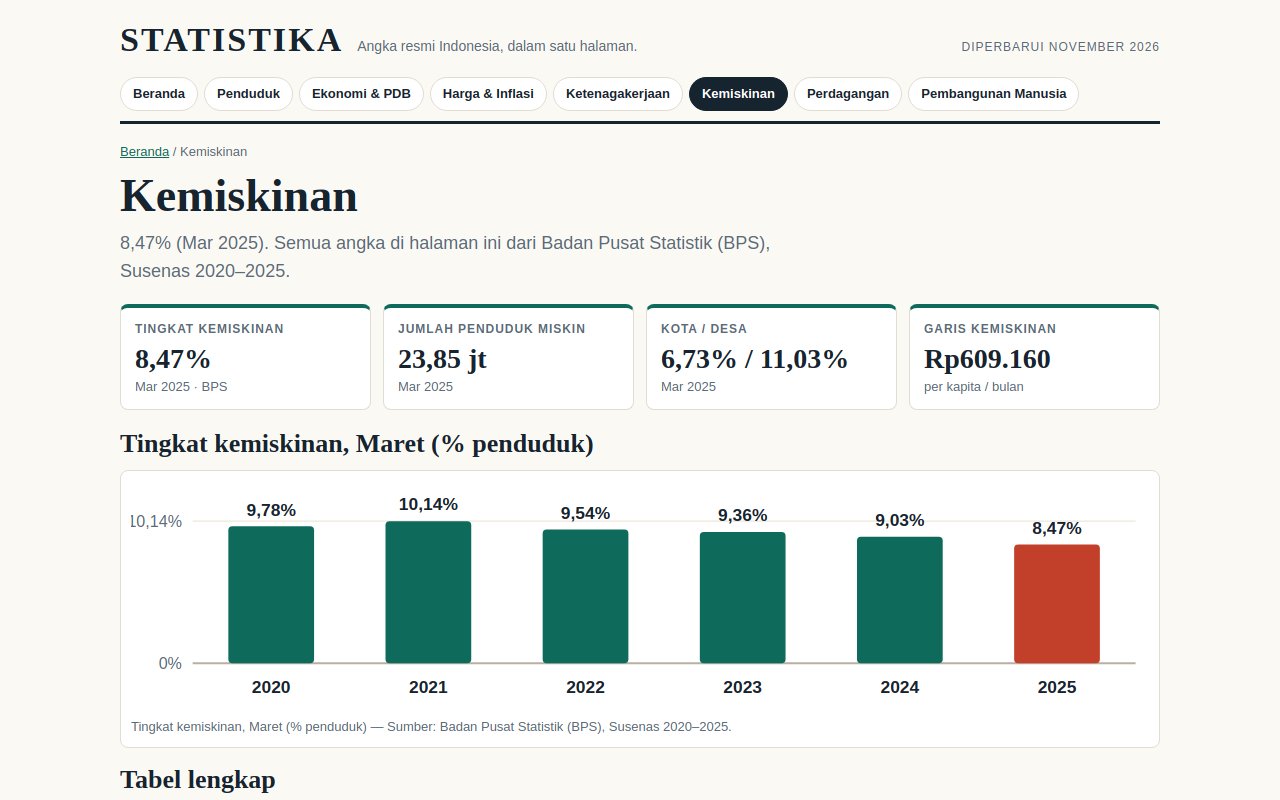 STATISTIKA Angka resmi Indonesia, dalam satu halaman. DIPERBARUI NOVEMBER 2026
Beranda Penduduk Ekonomi & PDB Harga & Inflasi Ketenagakerjaan Kemiskinan Perdagangan Pembangunan Manusia
Beranda / Kemiskinan
Kemiskinan
8,47% (Mar 2025). Semua angka di halaman ini dari Badan Pusat Statistik (BPS),
Susenas 2020–2025.
TINGKAT KEMISKINAN
8,47%
Mar 2025 · BPS
JUMLAH PENDUDUK MISKIN
23,85 jt
Mar 2025
KOTA / DESA
6,73% / 11,03%
Mar 2025
GARIS KEMISKINAN
Rp609.160
per kapita / bulan
Tingkat kemiskinan, Maret (% penduduk)
10,14%
9,78% 10,14% 9,54% 9,36% 9,03% 8,47%
0%
2020 2021 2022 2023 2024 2025
Tingkat kemiskinan, Maret (% penduduk) — Sumber: Badan Pusat Statistik (BPS), Susenas 2020–2025.
Tabel lengkap